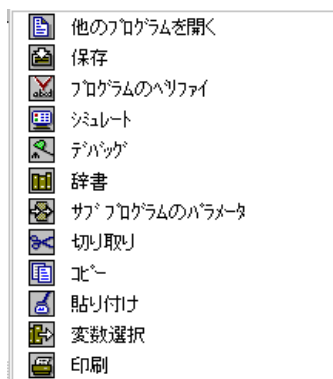 他のﾌﾟﾛｸﾞﾗﾑを開く
保存
ﾌﾟﾛｸﾞﾗﾑのﾍﾞﾘﾌｧｲ
ｼﾐｭﾚｰﾄ
ﾃﾞﾊﾞｯｸﾞ
辞書
ｻﾌﾞ ﾌﾟﾛｸﾞﾗﾑのﾊﾟﾗﾒｰﾀ
切り取り
ｺﾋﾟｰ
貼り付け
変数選択
印刷